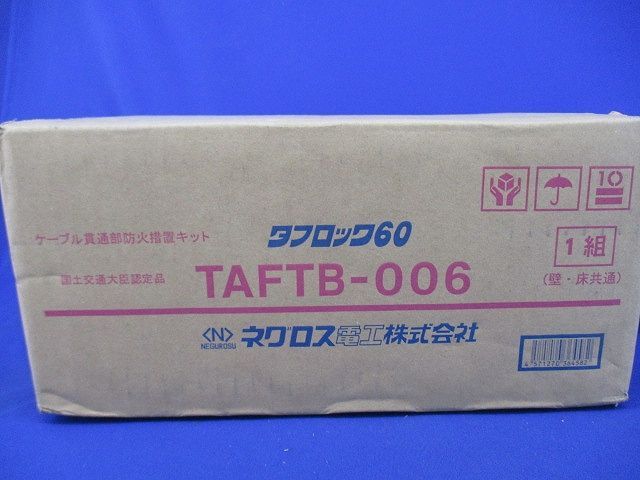 10
ケーブル貫通部防火措置キット
タフロック60
1組
国土交通大臣認定品
TAFTB-006
(壁・床共通)
<N>
NEGUROSU
ネグロス電工株式会社
4571270364582